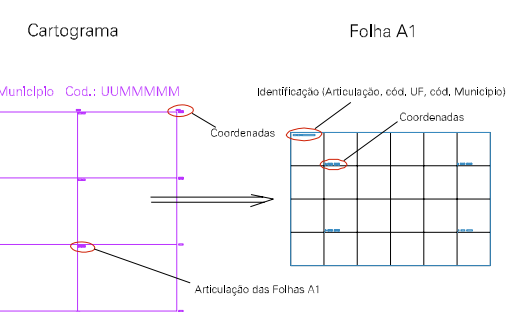 Cartograma
Folha A1
Município Cod.: UUMMMMM
Identificação (Articulação, cód. UF, cód. Município)
Coordenadas
Coordenadas
Articulação das Folhas A1